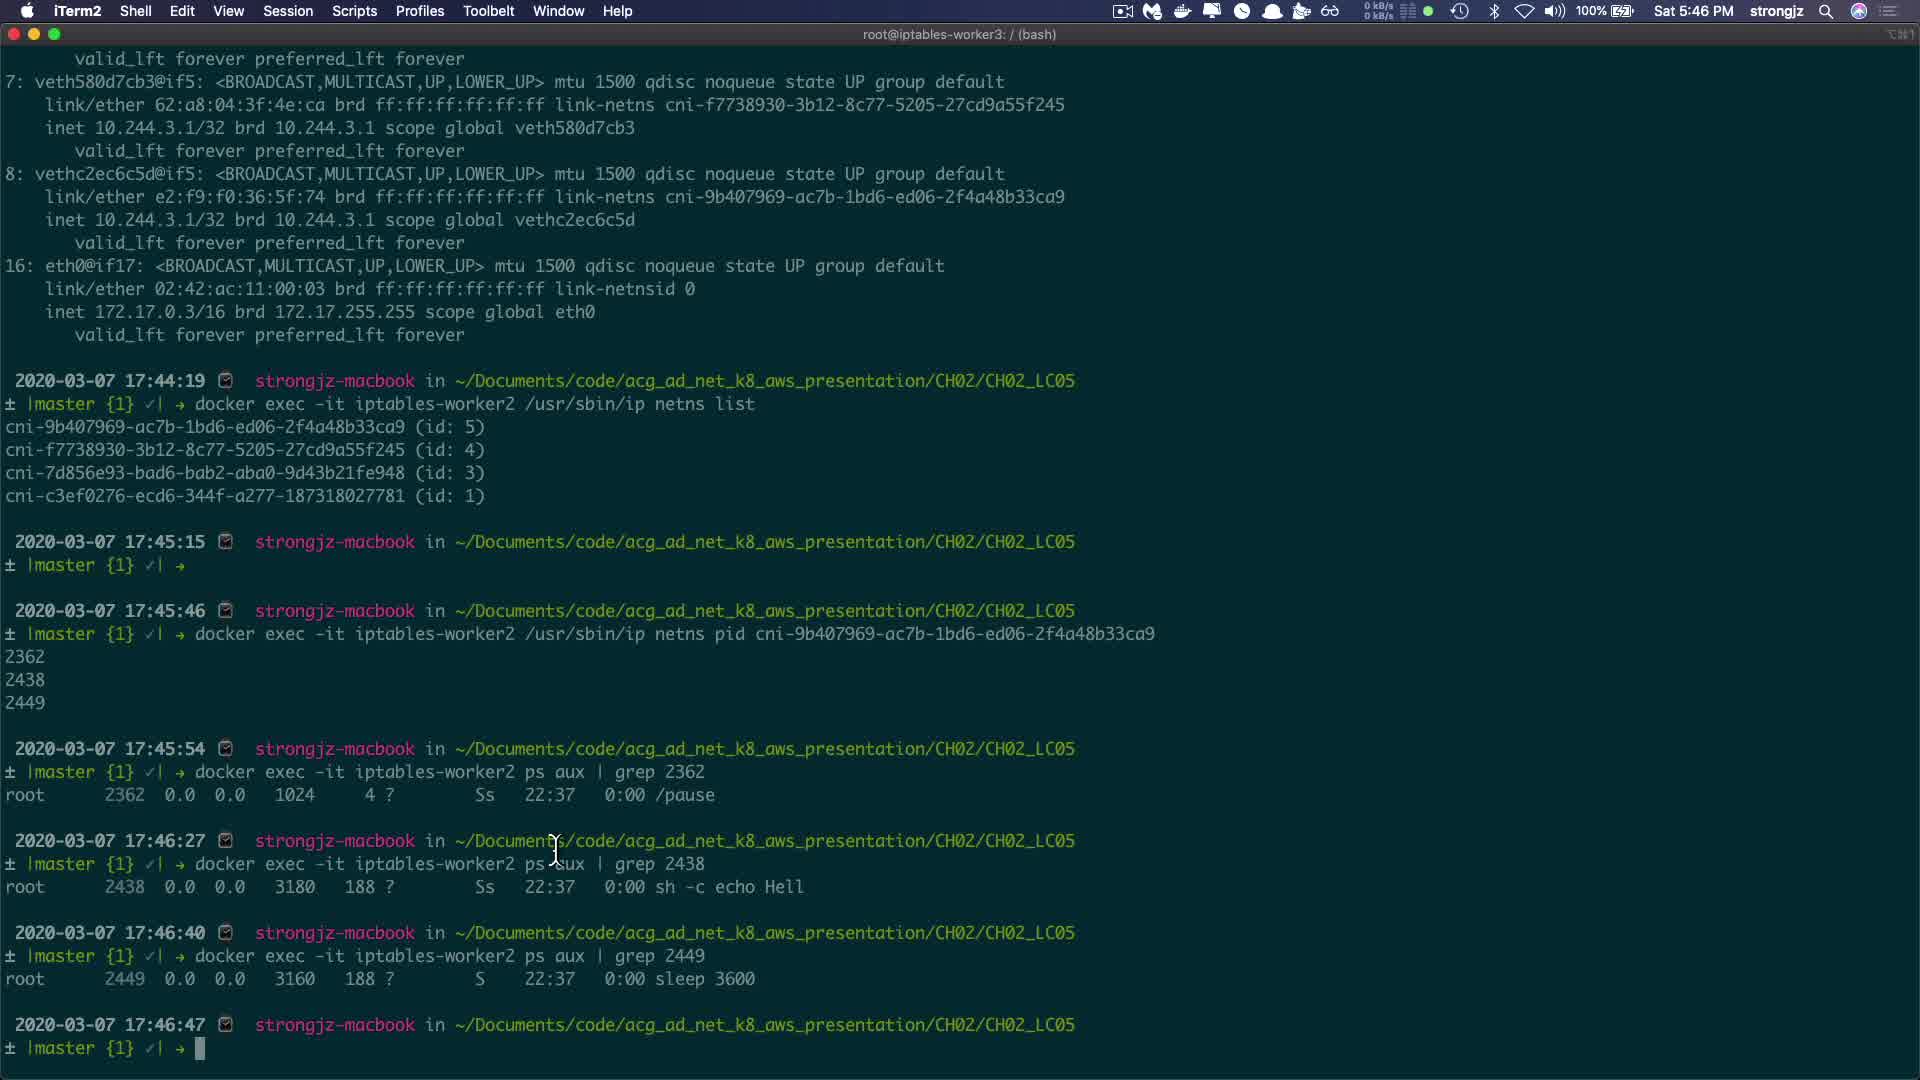 iTerm2 Shell Edit View Session Scripts Profiles Toolbelt Window Help 0 kB/s 0 kB/s 100% Sat 5:46 PM strongjz
root@iptables-worker3: / (bash) ⌥⌘1
valid_lft forever preferred_lft forever
7: veth580d7cb3@if5: <BROADCAST,MULTICAST,UP,LOWER_UP> mtu 1500 qdisc noqueue state UP group default
link/ether 62:a8:04:3f:4e:ca brd ff:ff:ff:ff:ff:ff link-netns cni-f7738930-3b12-8c77-5205-27cd9a55f245
inet 10.244.3.1/32 brd 10.244.3.1 scope global veth580d7cb3
valid_lft forever preferred_lft forever
8: vethc2ec6c5d@if5: <BROADCAST,MULTICAST,UP,LOWER_UP> mtu 1500 qdisc noqueue state UP group default
link/ether e2:f9:f0:36:5f:74 brd ff:ff:ff:ff:ff:ff link-netns cni-9b407969-ac7b-1bd6-ed06-2f4a48b33ca9
inet 10.244.3.1/32 brd 10.244.3.1 scope global vethc2ec6c5d
valid_lft forever preferred_lft forever
16: eth0@if17: <BROADCAST,MULTICAST,UP,LOWER_UP> mtu 1500 qdisc noqueue state UP group default
link/ether 02:42:ac:11:00:03 brd ff:ff:ff:ff:ff:ff link-netnsid 0
inet 172.17.0.3/16 brd 172.17.255.255 scope global eth0
valid_lft forever preferred_lft forever
2020-03-07 17:44:19 strongjz-macbook in ~/Documents/code/acg_ad_net_k8_aws_presentation/CH02/CH02_LC05
± |master {1} ✓| → docker exec -it iptables-worker2 /usr/sbin/ip netns list
cni-9b407969-ac7b-1bd6-ed06-2f4a48b33ca9 (id: 5)
cni-f7738930-3b12-8c77-5205-27cd9a55f245 (id: 4)
cni-7d856e93-bad6-bab2-aba0-9d43b21fe948 (id: 3)
cni-c3ef0276-ecd6-344f-a277-187318027781 (id: 1)
2020-03-07 17:45:15 strongjz-macbook in ~/Documents/code/acg_ad_net_k8_aws_presentation/CH02/CH02_LC05
± |master {1} ✓| →
2020-03-07 17:45:46 strongjz-macbook in ~/Documents/code/acg_ad_net_k8_aws_presentation/CH02/CH02_LC05
± |master {1} ✓| → docker exec -it iptables-worker2 /usr/sbin/ip netns pid cni-9b407969-ac7b-1bd6-ed06-2f4a48b33ca9
2362
2438
2449
2020-03-07 17:45:54 strongjz-macbook in ~/Documents/code/acg_ad_net_k8_aws_presentation/CH02/CH02_LC05
± |master {1} ✓| → docker exec -it iptables-worker2 ps aux | grep 2362
root 2362 0.0 0.0 1024 4 ? Ss 22:37 0:00 /pause
2020-03-07 17:46:27 strongjz-macbook in ~/Documents/code/acg_ad_net_k8_aws_presentation/CH02/CH02_LC05
± |master {1} ✓| → docker exec -it iptables-worker2 ps aux | grep 2438
root 2438 0.0 0.0 3180 188 ? Ss 22:37 0:00 sh -c echo Hell
2020-03-07 17:46:40 strongjz-macbook in ~/Documents/code/acg_ad_net_k8_aws_presentation/CH02/CH02_LC05
± |master {1} ✓| → docker exec -it iptables-worker2 ps aux | grep 2449
root 2449 0.0 0.0 3160 188 ? S 22:37 0:00 sleep 3600
2020-03-07 17:46:47 strongjz-macbook in ~/Documents/code/acg_ad_net_k8_aws_presentation/CH02/CH02_LC05
± |master {1} ✓| →